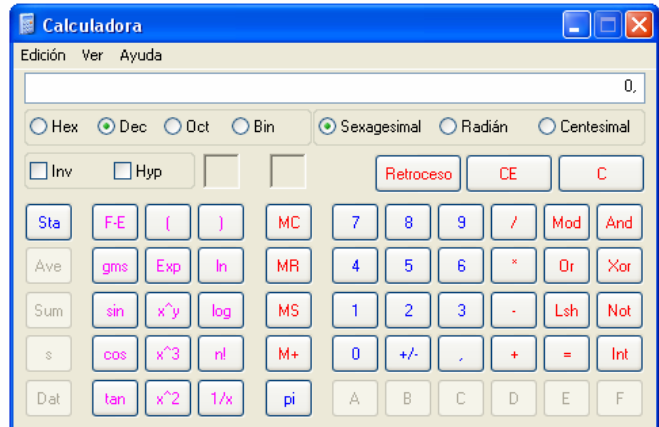 Calculadora
Edición Ver Ayuda
0,
Hex Dec Oct Bin Sexagesimal Radián Centesimal
Inv Hyp Retroceso CE C
Sta F-E ( ) MC 7 8 9 / Mod And
Ave gms Exp ln MR 4 5 6 * Or Xor
Sum sin x^y log MS 1 2 3 - Lsh Not
s cos x^3 n! M+ 0 +/- , + = Int
Dat tan x^2 1/x pi A B C D E F